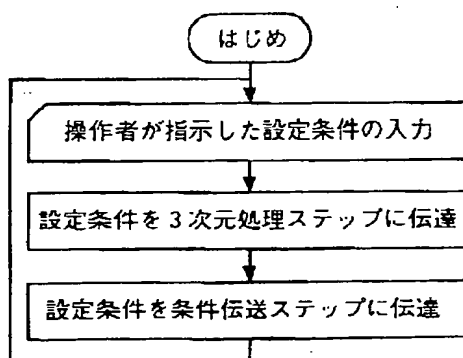 はじめ
操作者が指示した設定条件の入力
設定条件を3次元処理ステップに伝達
設定条件を条件伝送ステップに伝達